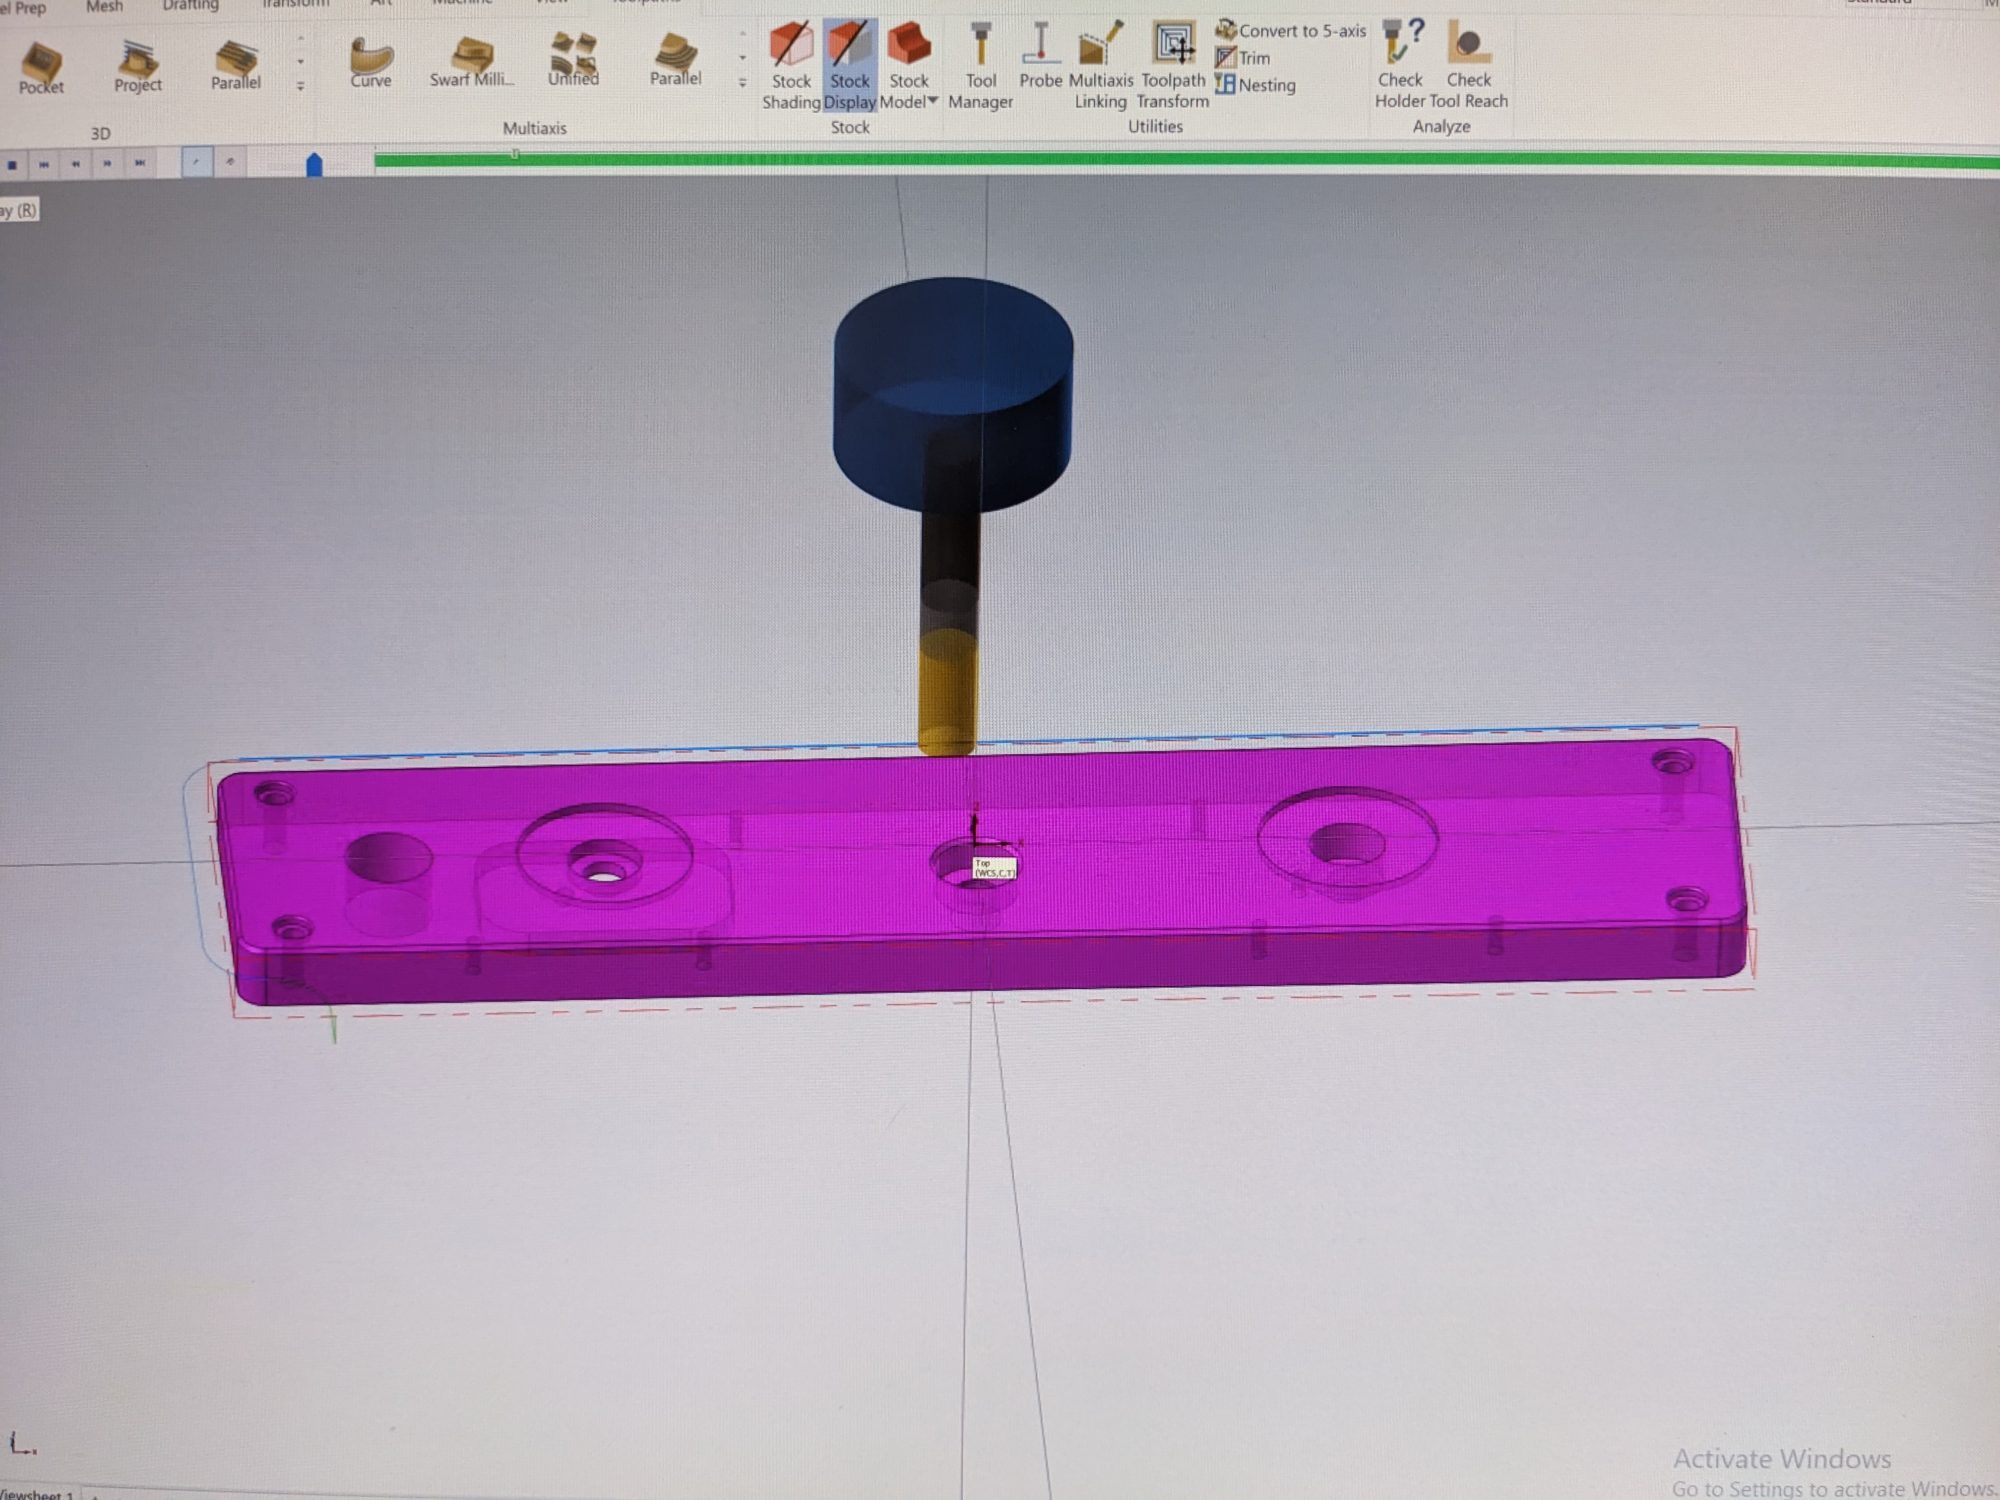 el Prep
Mesh
Drafting
Transform
Pocket
Project
Parallel
3D
Curve
Swarf Milli...
Unified
Parallel
Multiaxis
Stock
Shading
Stock
Display
Stock
Model
Stock
Tool
Manager
Probe
Multiaxis
Linking
Toolpath
Transform
Convert to 5-axis
Trim
Nesting
Utilities
Check
Holder
Check
Tool Reach
Analyze
ay (R)
Z
X
Top
(WCS,C,T)
Activate Windows
Go to Settings to activate Windows.
Viewsheet 1